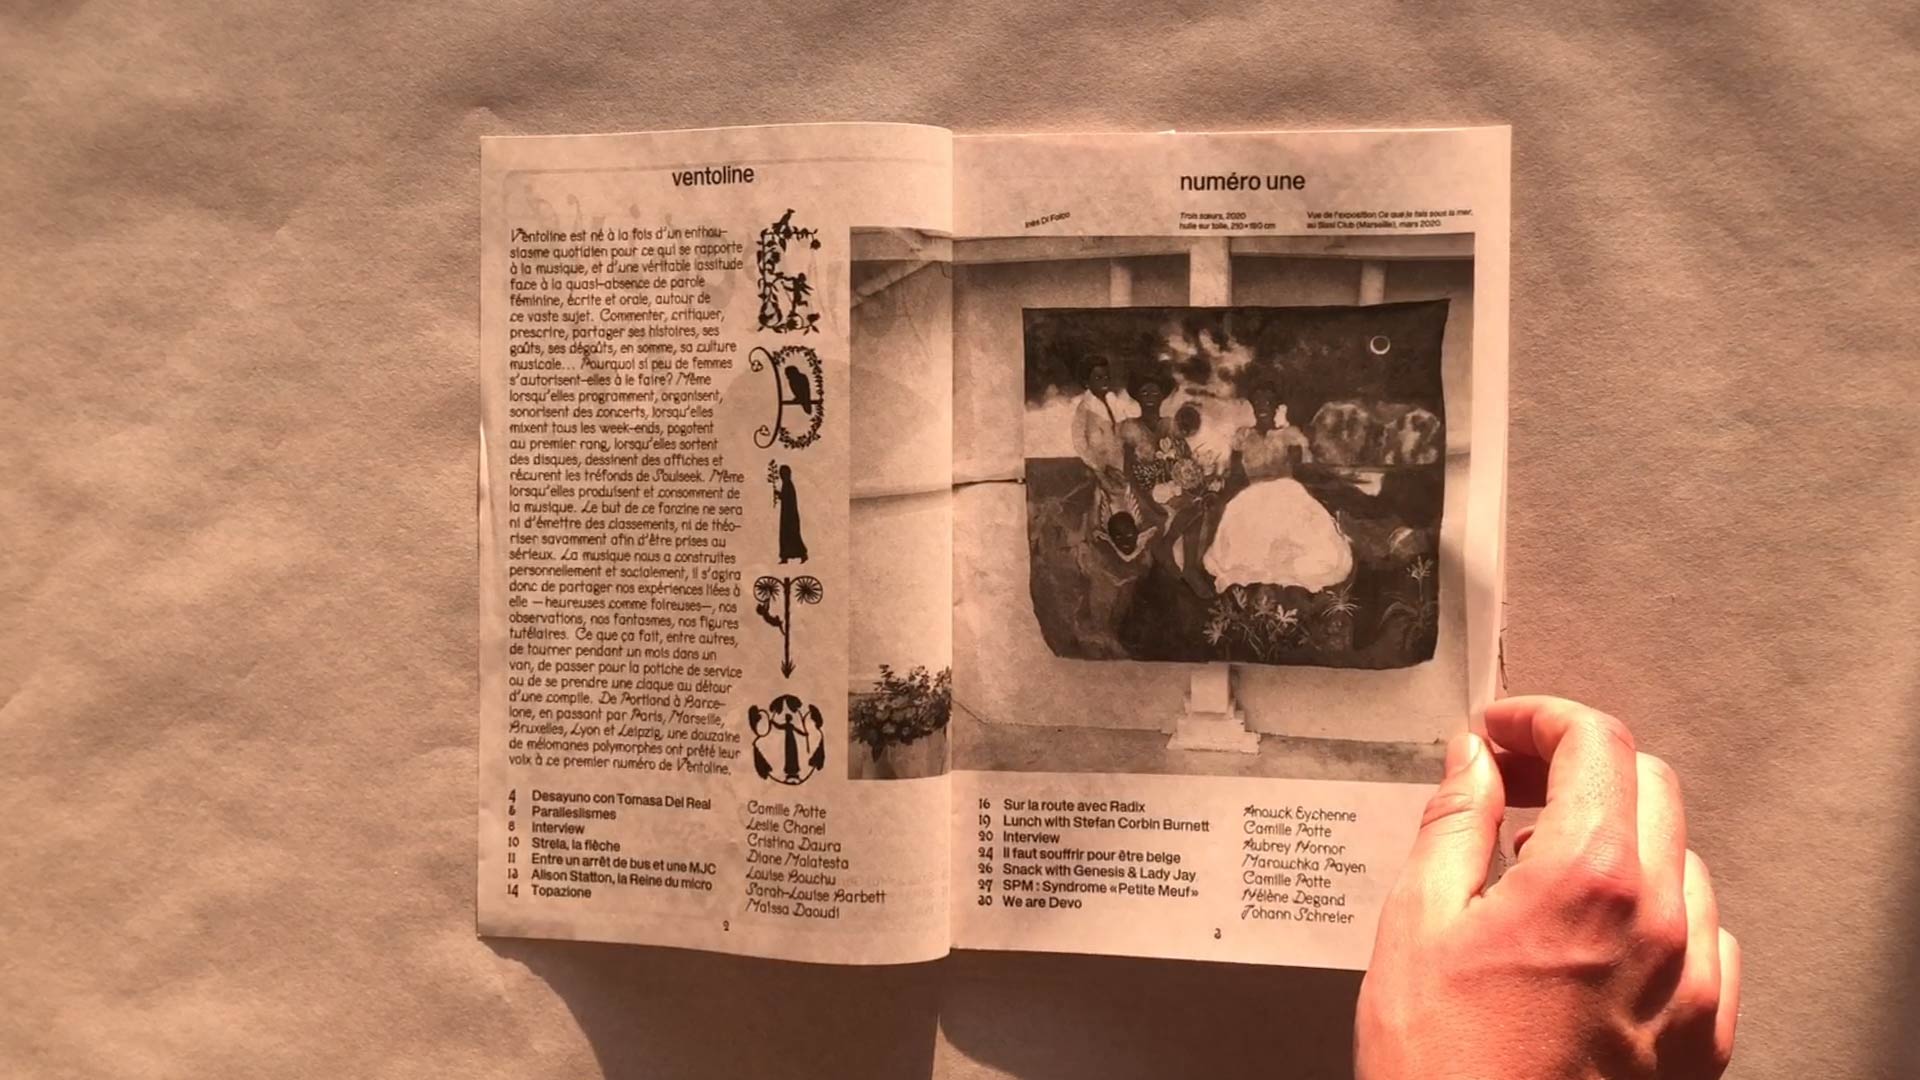 ventoline
Ventoline est né à la fois d'un enthou-
siasme quotidien pour ce qui se rapporte
à la musique, et d'une véritable lassitude
face à la quasi-absence de parole
féminine, écrite et orale, autour de
ce vaste sujet. Commenter, critiquer,
prescrire, partager ses histoires, ses
goûts, ses dégoûts, en somme, sa culture
musicale... Pourquoi si peu de femmes
s'autorisent-elles à le faire? Même
lorsqu'elles programment, organisent,
sonorisent des concerts, lorsqu'elles
mixent tous les week-ends, pogotent
au premier rang, lorsqu'elles sortent
des disques, dessinent des affiches et
récurent les tréfonds de Soulseek. Même
lorsqu'elles produisent et consomment de
la musique. Le but de ce fanzine ne sera
ni d'émettre des classements, ni de théo-
riser savamment afin d'être prises au
sérieux. La musique nous a construites
personnellement et socialement, il s'agira
donc de partager nos expériences liées à
elle —heureuses comme foireuses—, nos
observations, nos fantasmes, nos figures
tutélaires. Ce que ça fait, entre autres,
de tourner pendant un mois dans un
van, de passer pour la potiche de service
ou de se prendre une claque au détour
d'une compile. De Portland à Barce-
lone, en passant par Paris, Marseille,
Bruxelles, Lyon et Leipzig, une douzaine
de mélomanes polymorphes ont prêté leur
voix à ce premier numéro de Ventoline.
E
D
I
T
O
4 Desayuno con Tomasa Del Real Camille Potte
6 Paralleslismes Leslie Chanel
8 Interview Cristina Daura
10 Strela, la flèche Diane Malatesta
11 Entre un arrêt de bus et une MJC Louise Bouchu
13 Alison Statton, la Reine du micro Sarah-Louise Barbett
14 Topazione Maïssa Daoudi
2
numéro une
Inès Di Folco
Trois sœurs, 2020
huile sur toile, 210×190 cm
Vue de l'exposition Ce que je fais sous la mer,
au Sissi Club (Marseille), mars 2020
16 Sur la route avec Radix Anouck Eychenne
19 Lunch with Stefan Corbin Burnett Camille Potte
20 Interview Aubrey Hornor
24 Il faut souffrir pour être belge Marouchka Payen
26 Snack with Genesis & Lady Jay Camille Potte
27 SPM : Syndrome «Petite Meuf» Hélène Degand
30 We are Devo Johann Schreier
3